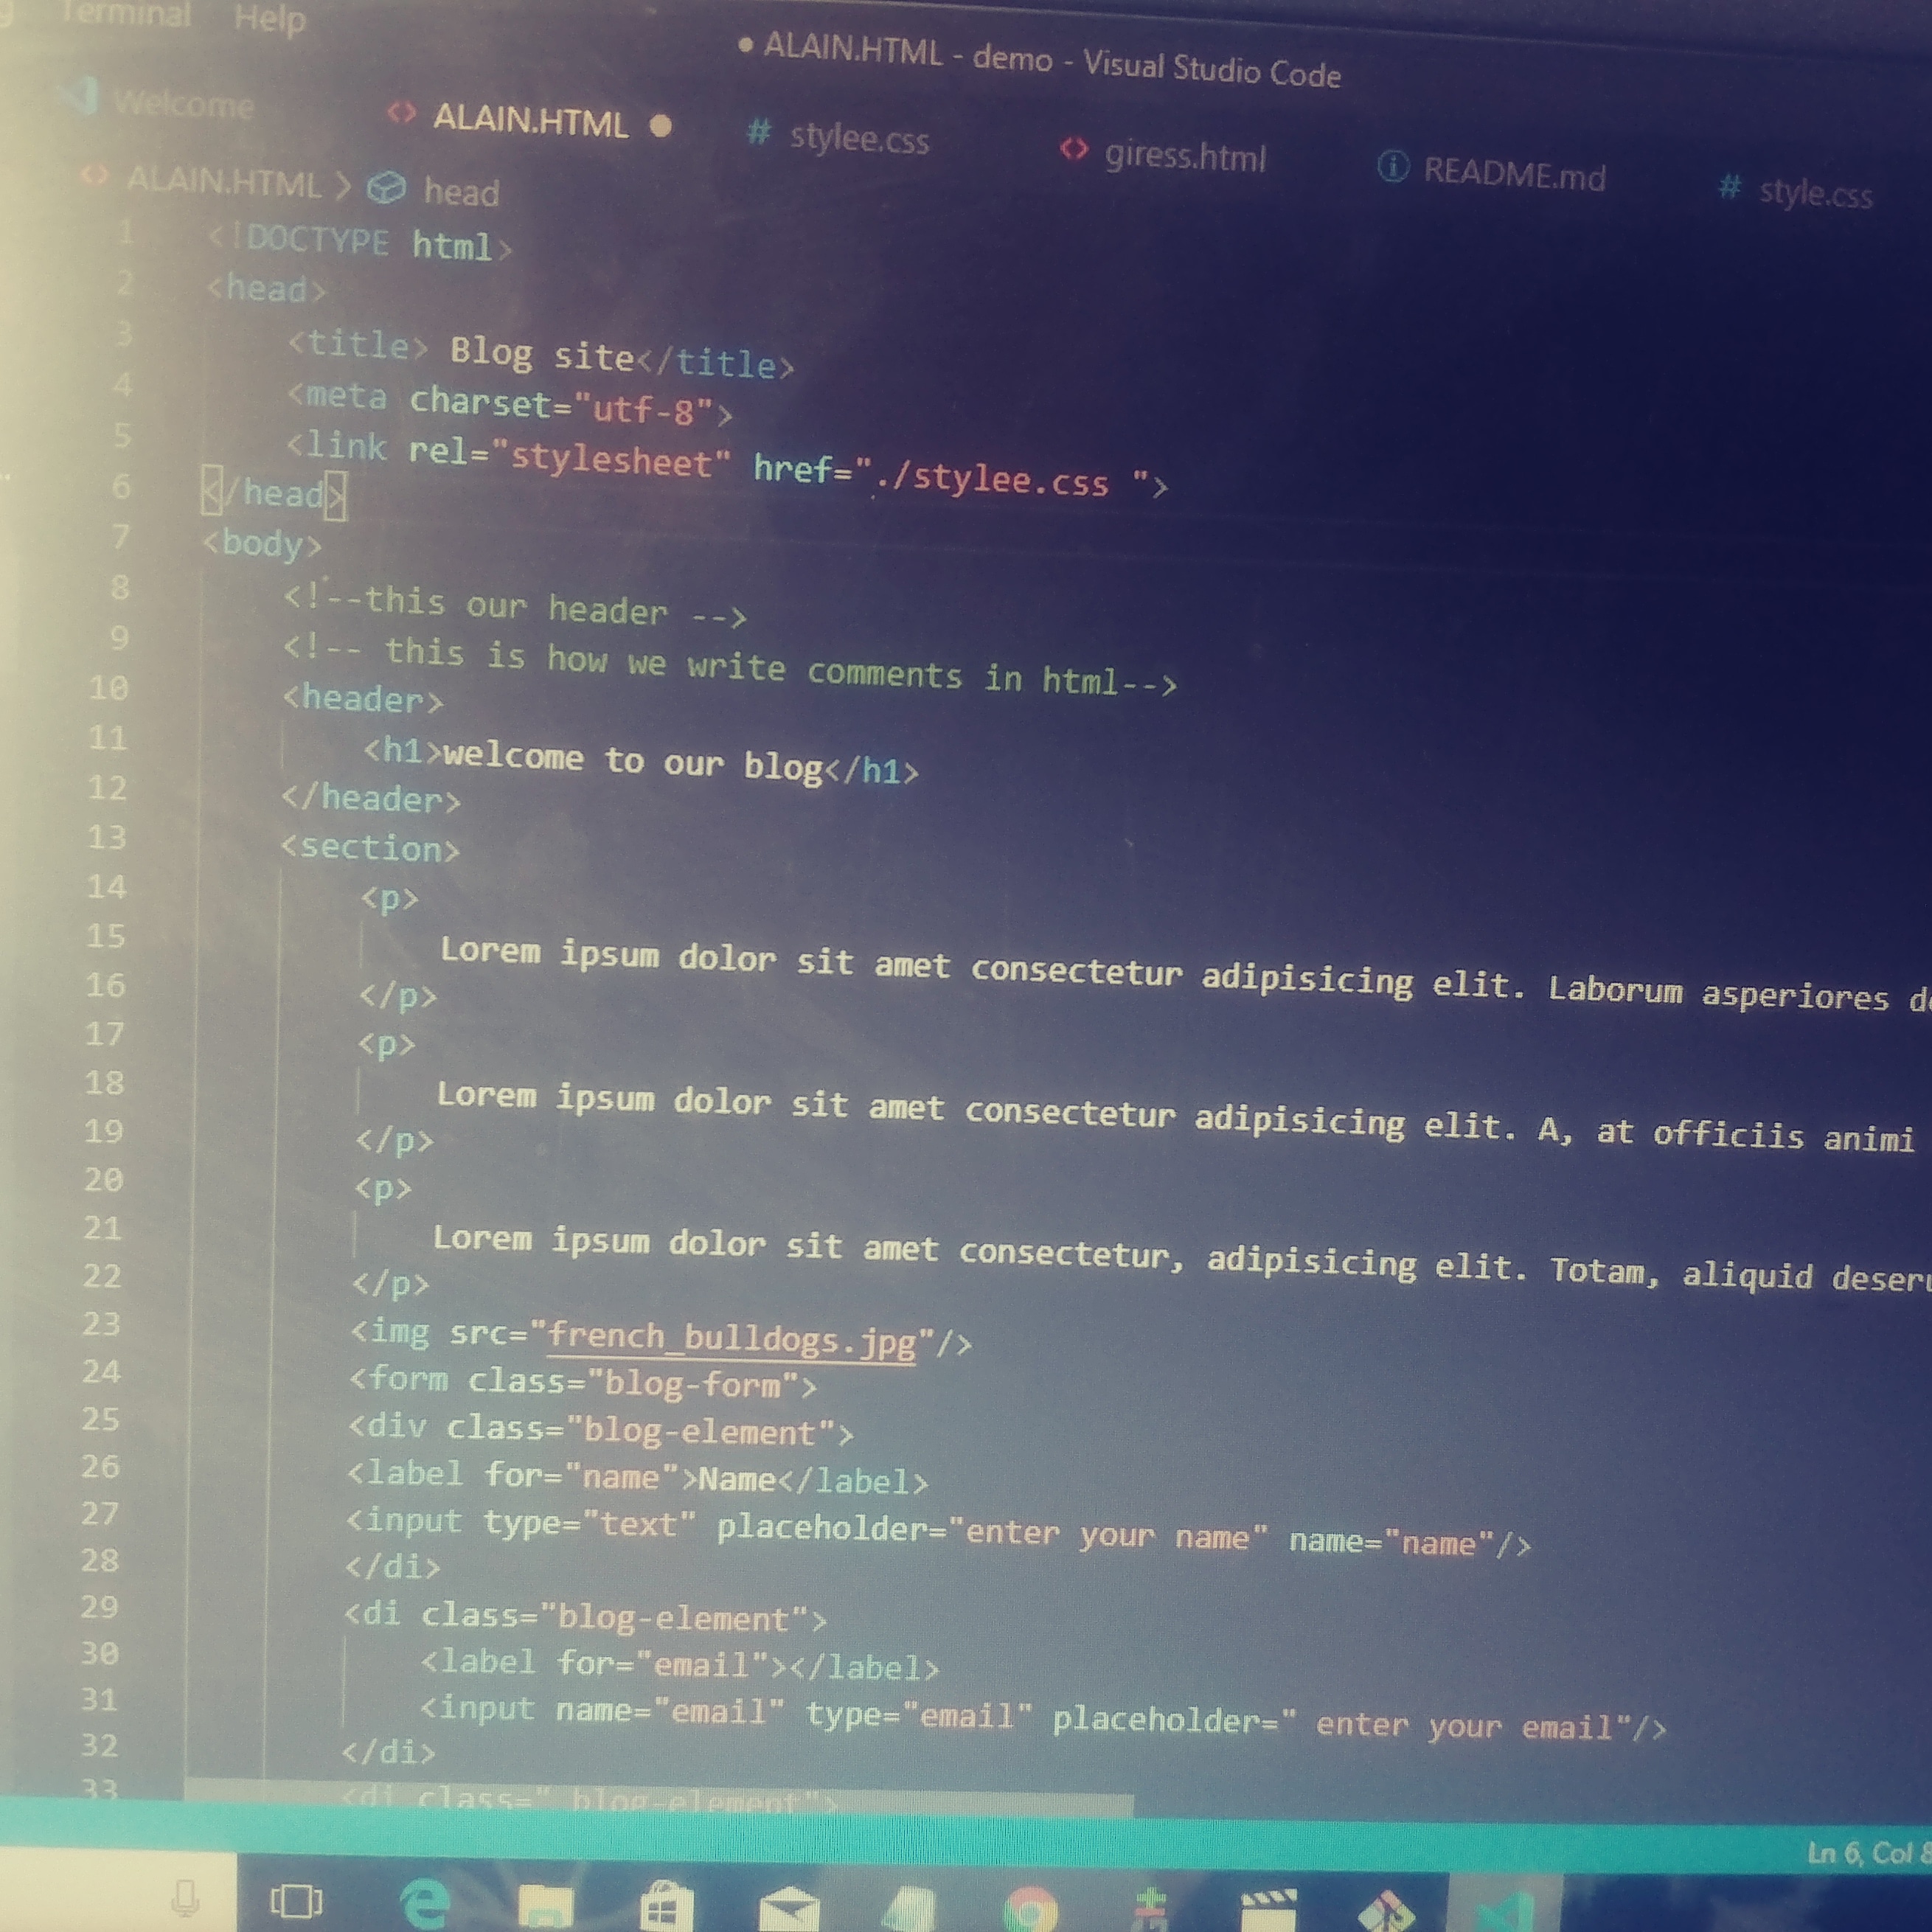 Terminal Help
● ALAIN.HTML - demo - Visual Studio Code
Welcome <> ALAIN.HTML ● # stylee.css <> giress.html README.md # style.css
<> ALAIN.HTML > head
1 <!DOCTYPE html>
2 <head>
3 <title> Blog site</title>
4 <meta charset="utf-8">
5 <link rel="stylesheet" href="./stylee.css ">
6 </head>
7 <body>
8 <!--this our header -->
9 <!-- this is how we write comments in html-->
10 <header>
11 <h1>welcome to our blog</h1>
12 </header>
13 <section>
14 <p>
15 Lorem ipsum dolor sit amet consectetur adipisicing elit. Laborum asperiores
16 </p>
17 <p>
18 Lorem ipsum dolor sit amet consectetur adipisicing elit. A, at officiis animi
19 </p>
20 <p>
21 Lorem ipsum dolor sit amet consectetur, adipisicing elit. Totam, aliquid
22 </p>
23 <img src="french_bulldogs.jpg"/>
24 <form class="blog-form">
25 <div class="blog-element">
26 <label for="name">Name</label>
27 <input type="text" placeholder="enter your name" name="name"/>
28 </di>
29 <di class="blog-element">
30 <label for="email"></label>
31 <input name="email" type="email" placeholder=" enter your email"/>
32 </di>
33 <di class=" blog-element">
Ln 6, Col 8